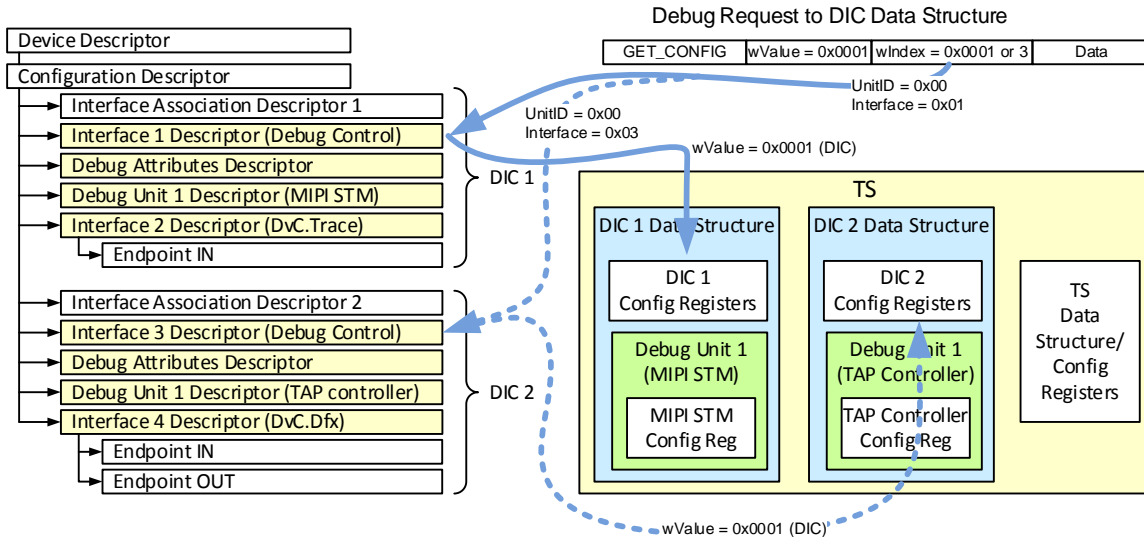 Debug Request to DIC Data Structure
GET_CONFIG
wValue = 0x0001
wIndex = 0x0001 or 3
Data
Device Descriptor
Configuration Descriptor
Interface Association Descriptor 1
Interface 1 Descriptor (Debug Control)
Debug Attributes Descriptor
Debug Unit 1 Descriptor (MIPI STM)
Interface 2 Descriptor (DvC.Trace)
Endpoint IN
DIC 1
Interface Association Descriptor 2
Interface 3 Descriptor (Debug Control)
Debug Attributes Descriptor
Debug Unit 1 Descriptor (TAP controller)
Interface 4 Descriptor (DvC.Dfx)
Endpoint IN
Endpoint OUT
DIC 2
UnitID = 0x00
Interface = 0x03
UnitID = 0x00
Interface = 0x01
wValue = 0x0001 (DIC)
TS
DIC 1 Data Structure
DIC 1
Config Registers
Debug Unit 1
(MIPI STM)
MIPI STM
Config Reg
DIC 2 Data Structure
DIC 2
Config Registers
Debug Unit 1
(TAP Controller)
TAP Controller
Config Reg
TS
Data
Structure/
Config
Registers
wValue = 0x0001 (DIC)